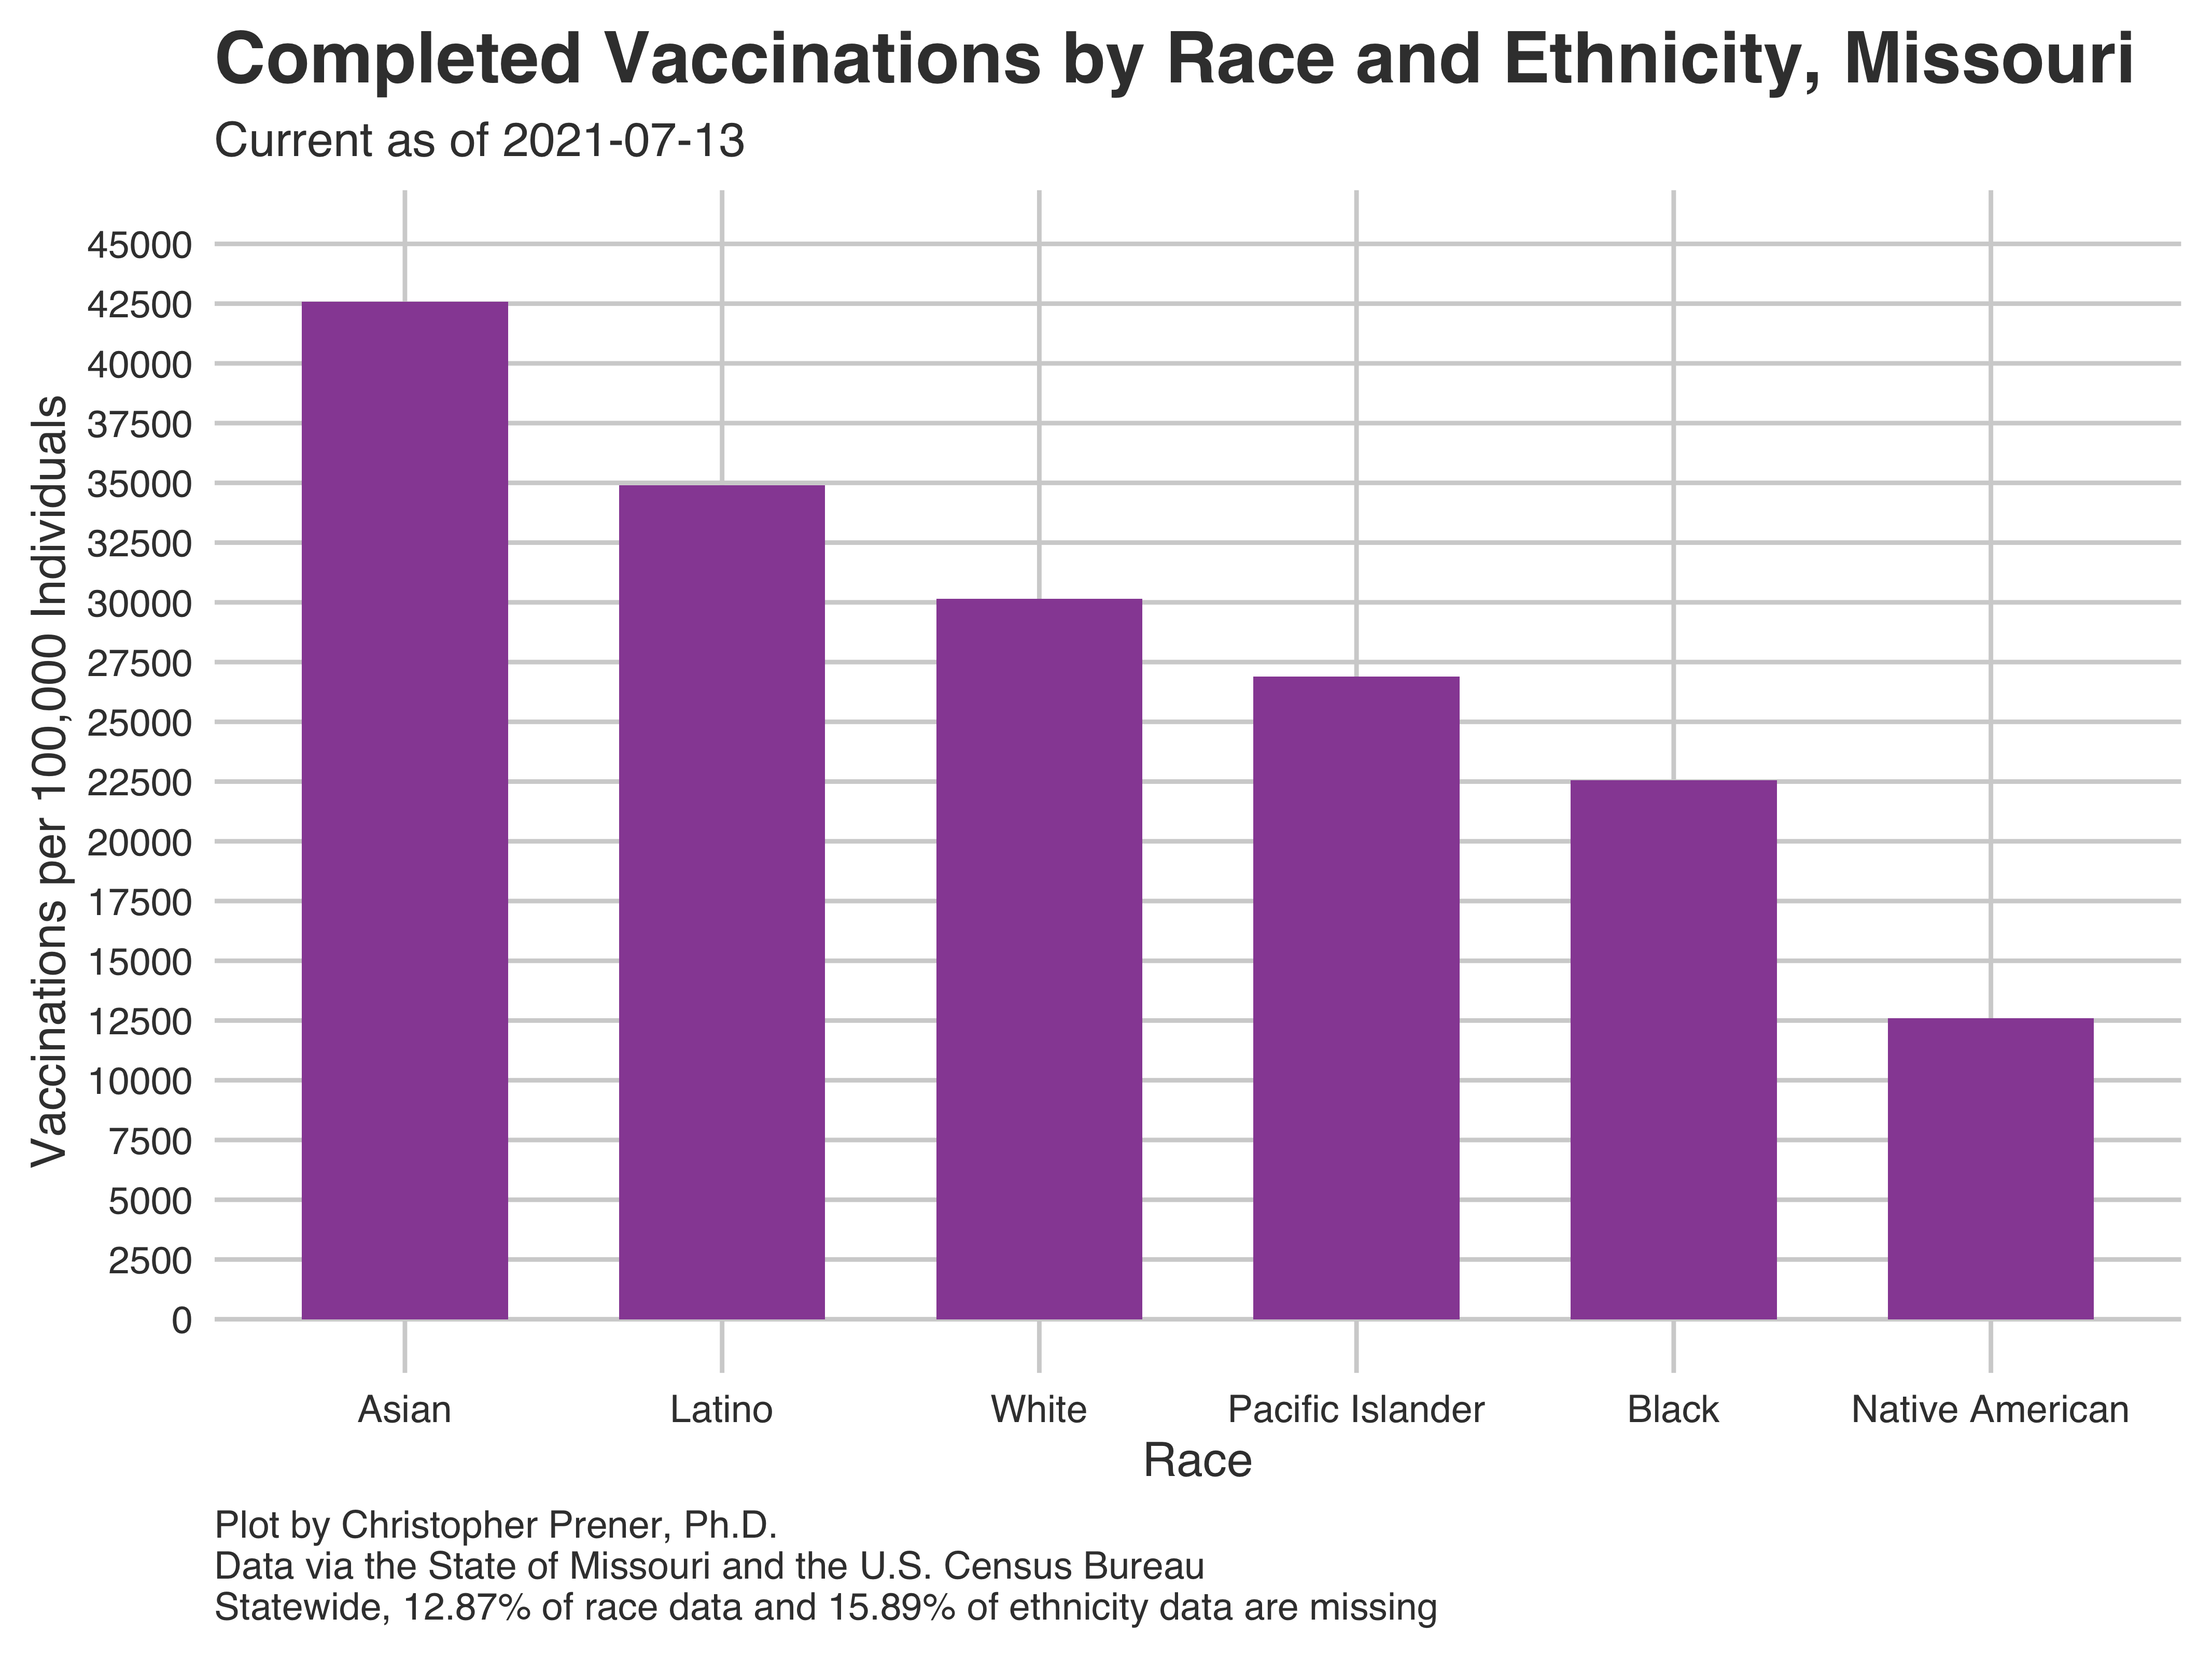 Completed Vaccinations by Race and Ethnicity, Missouri
Current as of 2021-07-13
Vaccinations per 100,000 Individuals
45000
42500
40000
37500
35000
32500
30000
27500
25000
22500
20000
17500
15000
12500
10000
7500
5000
2500
0
Asian Latino White Pacific Islander Black Native American
Race
Plot by Christopher Prener, Ph.D.
Data via the State of Missouri and the U.S. Census Bureau
Statewide, 12.87% of race data and 15.89% of ethnicity data are missing